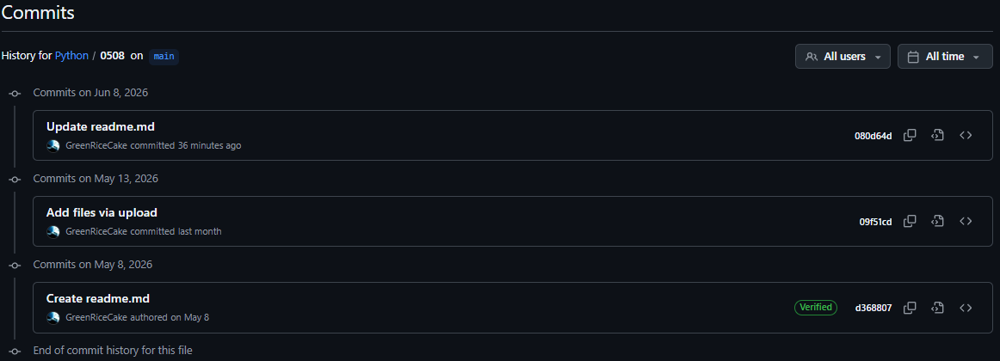 Commits
History for Python / 0508 on main
All users
All time
Commits on Jun 8, 2026
Update readme.md
GreenRiceCake committed 36 minutes ago
080d64d
Commits on May 13, 2026
Add files via upload
GreenRiceCake committed last month
09f51cd
Commits on May 8, 2026
Create readme.md
GreenRiceCake authored on May 8
Verified
d368807
End of commit history for this file